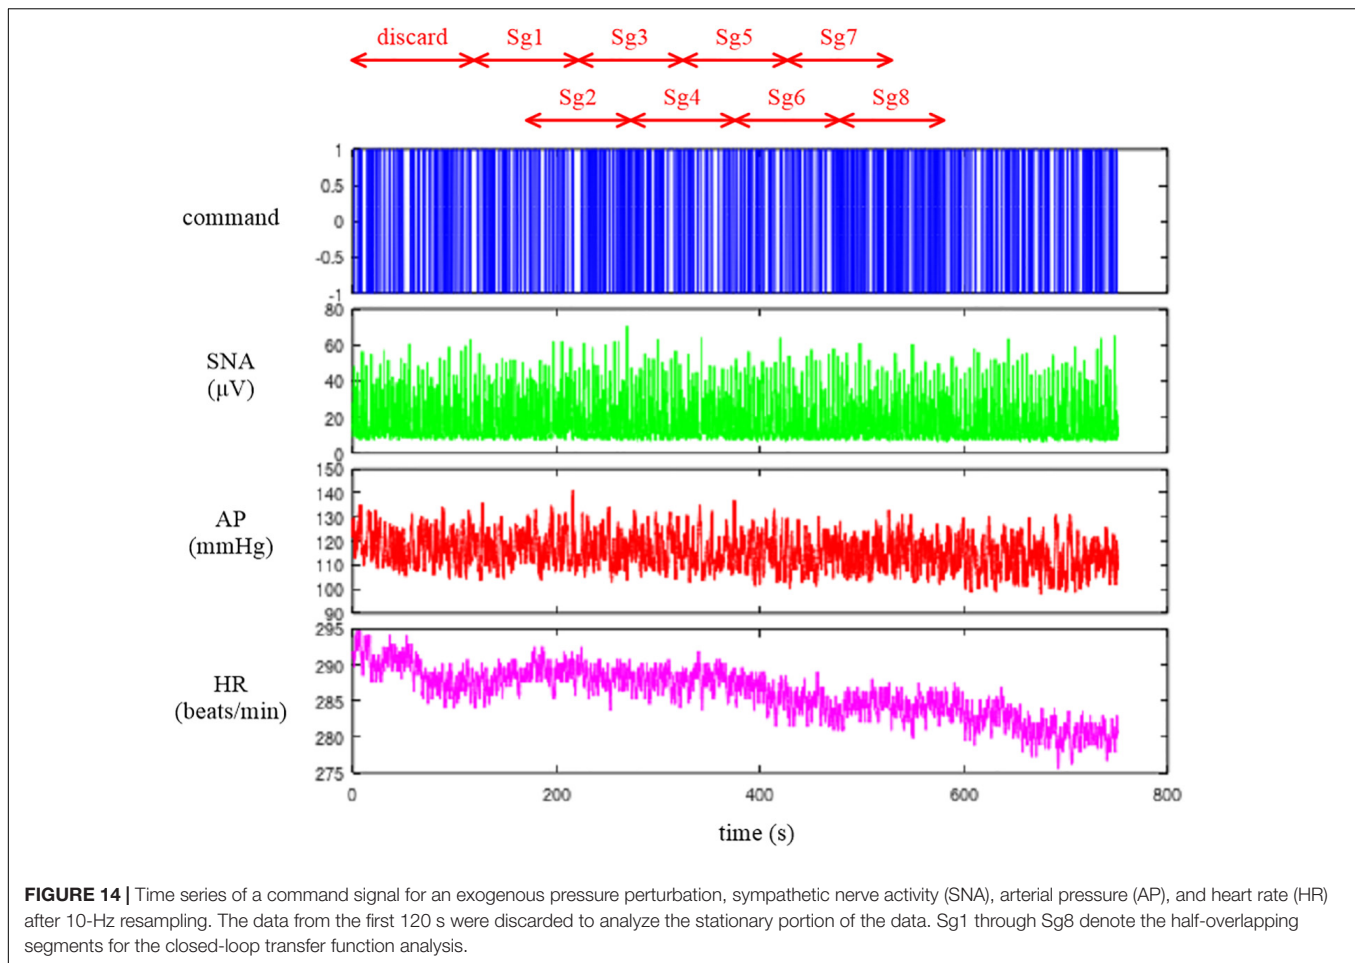 discard Sg1 Sg3 Sg5 Sg7
Sg2 Sg4 Sg6 Sg8
command
1
0.5
0
-0.5
-1
SNA
(µV)
80
60
40
20
0
AP
(mmHg)
150
140
130
120
110
100
90
HR
(beats/min)
295
290
285
280
275
0 200 400 600 800
time (s)
FIGURE 14 | Time series of a command signal for an exogenous pressure perturbation, sympathetic nerve activity (SNA), arterial pressure (AP), and heart rate (HR)
after 10-Hz resampling. The data from the first 120 s were discarded to analyze the stationary portion of the data. Sg1 through Sg8 denote the half-overlapping
segments for the closed-loop transfer function analysis.